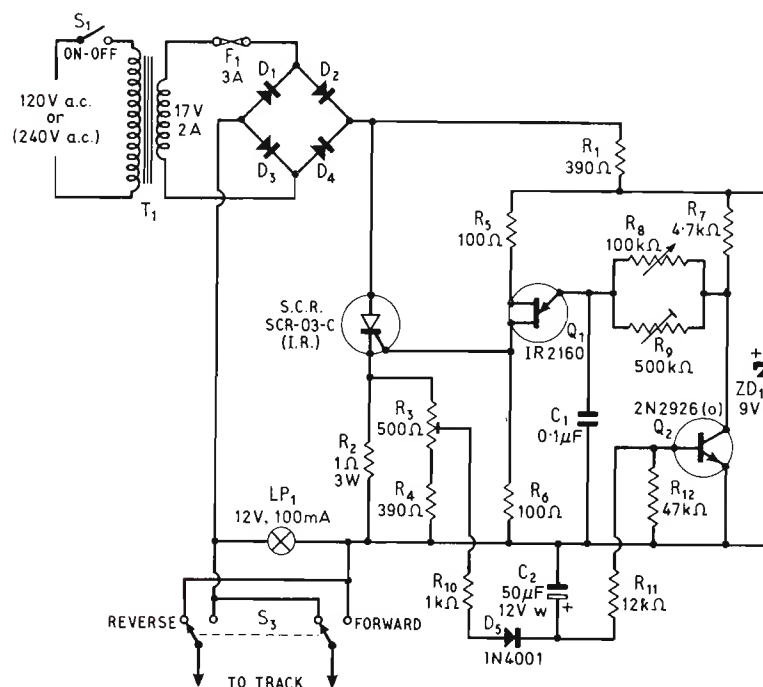 S1
ON-OFF
120V a.c.
or
(240V a.c.)
T1
17V
2A
F1
3A
D1
D2
D3
D4
R1
390Ω
R5
100Ω
R8
100kΩ
R7
4·7kΩ
S.C.R.
SCR-03-C
(I.R.)
Q1
IR2160
R9
500kΩ
+
ZD1
9V
2N2926(o)
Q2
C1
0·1μF
R3
500Ω
R2
1Ω
3W
R4
390Ω
R6
100Ω
R12
47kΩ
LP1
12V, 100mA
R10
1kΩ
C2
50μF
12V w
+
R11
12kΩ
D5
1N4001
REVERSE
S3
FORWARD
TO TRACK